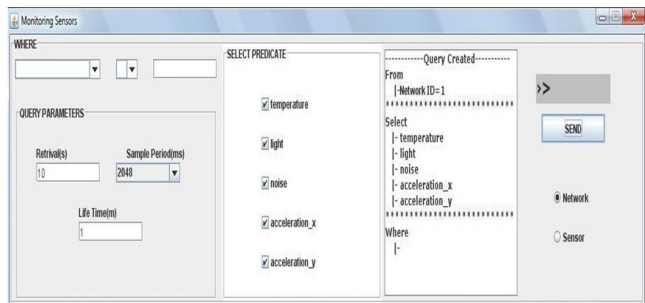 Monitoring Sensors
WHERE
QUERY PARAMETERS
Retrival(s)
Sample Period(ms)
10
2048
Life Time(m)
1
SELECT PREDICATE
temperature
light
noise
acceleration_x
acceleration_y
----------Query Created----------
From
|-Network ID=1
***************************
Select
|- temperature
|- light
|- noise
|- acceleration_x
|- acceleration_y
***************************
Where
|-
>>
SEND
Network
Sensor